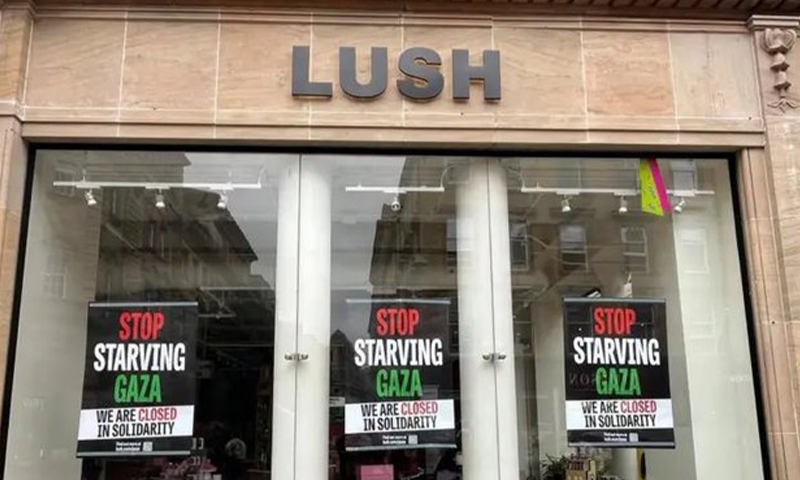 LUSH
STOP
STARVING
GAZA
WE ARE CLOSED
IN SOLIDARITY
STOP
STARVING
GAZA
WE ARE CLOSED
IN SOLIDARITY
STOP
STARVING
GAZA
WE ARE CLOSED
IN SOLIDARITY